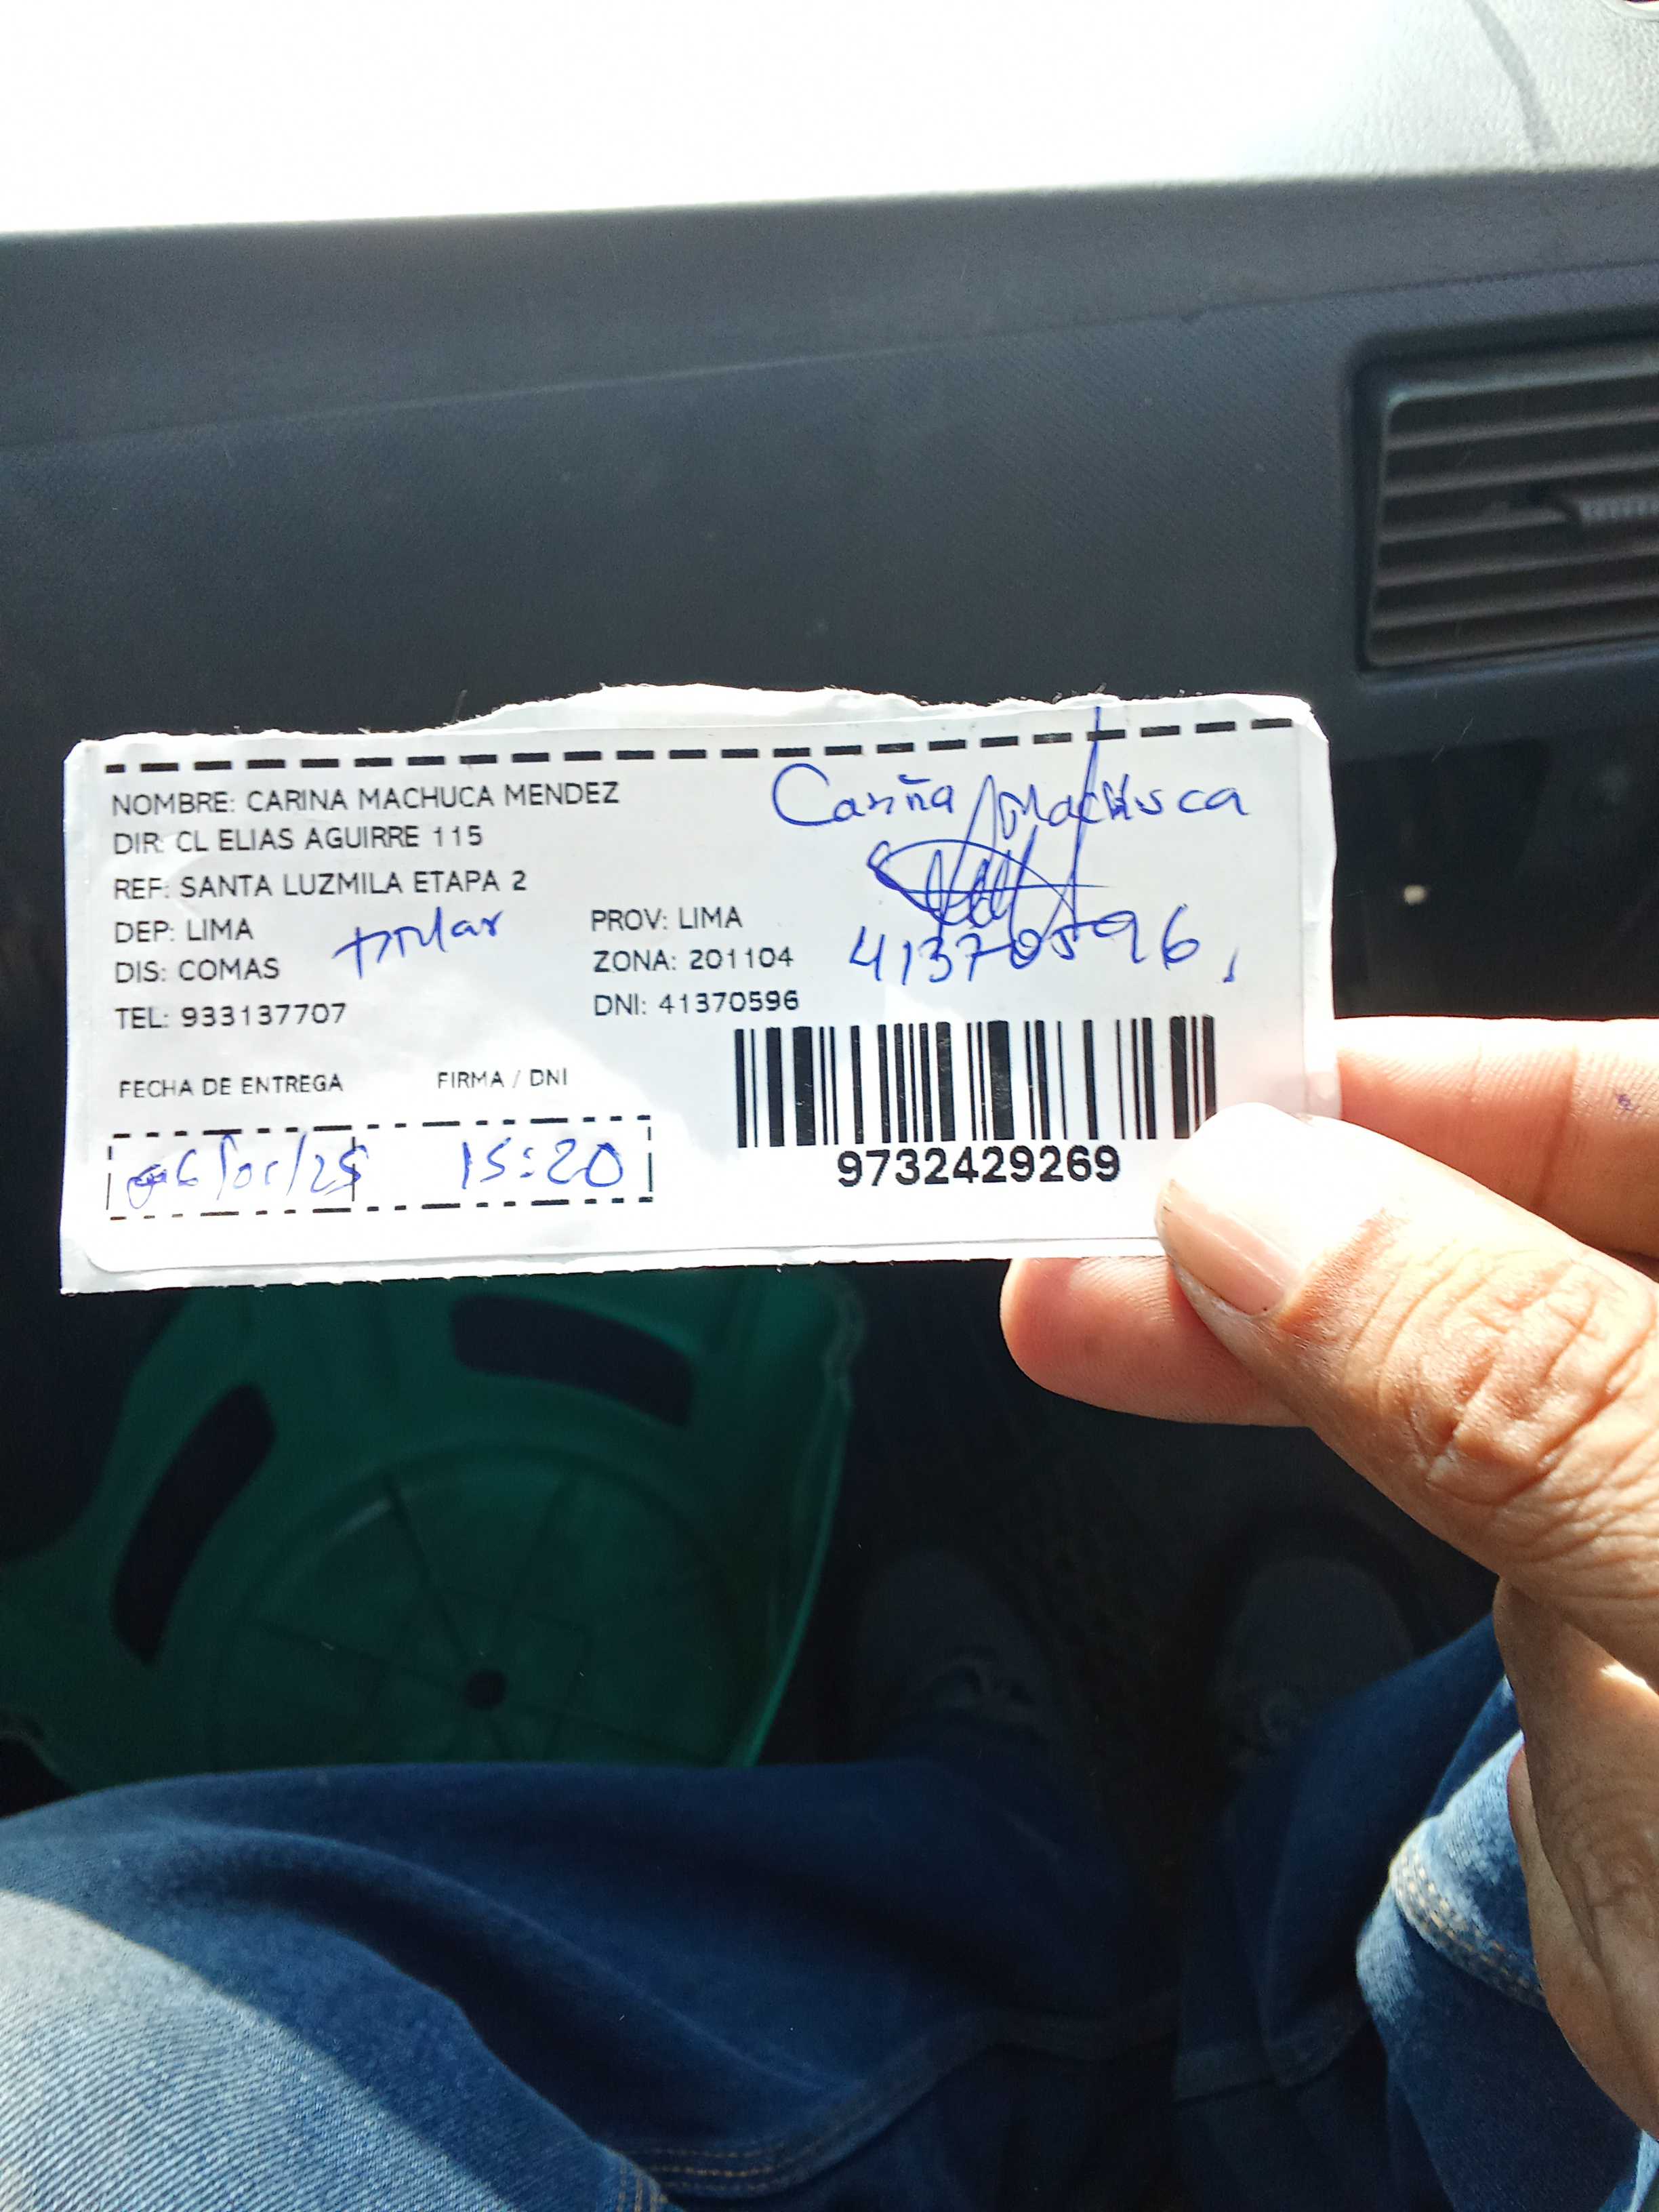 NOMBRE: CARINA MACHUCA MENDEZ
DIR: CL ELIAS AGUIRRE 115
REF: SANTA LUZMILA ETAPA 2
DEP: LIMA
PROV: LIMA
DIS: COMAS
titular
ZONA: 201104
TEL: 933137707
DNI: 41370596
Cariña Machuca
41370596
FECHA DE ENTREGA
FIRMA / DNI
06/05/25 15:20
9732429269